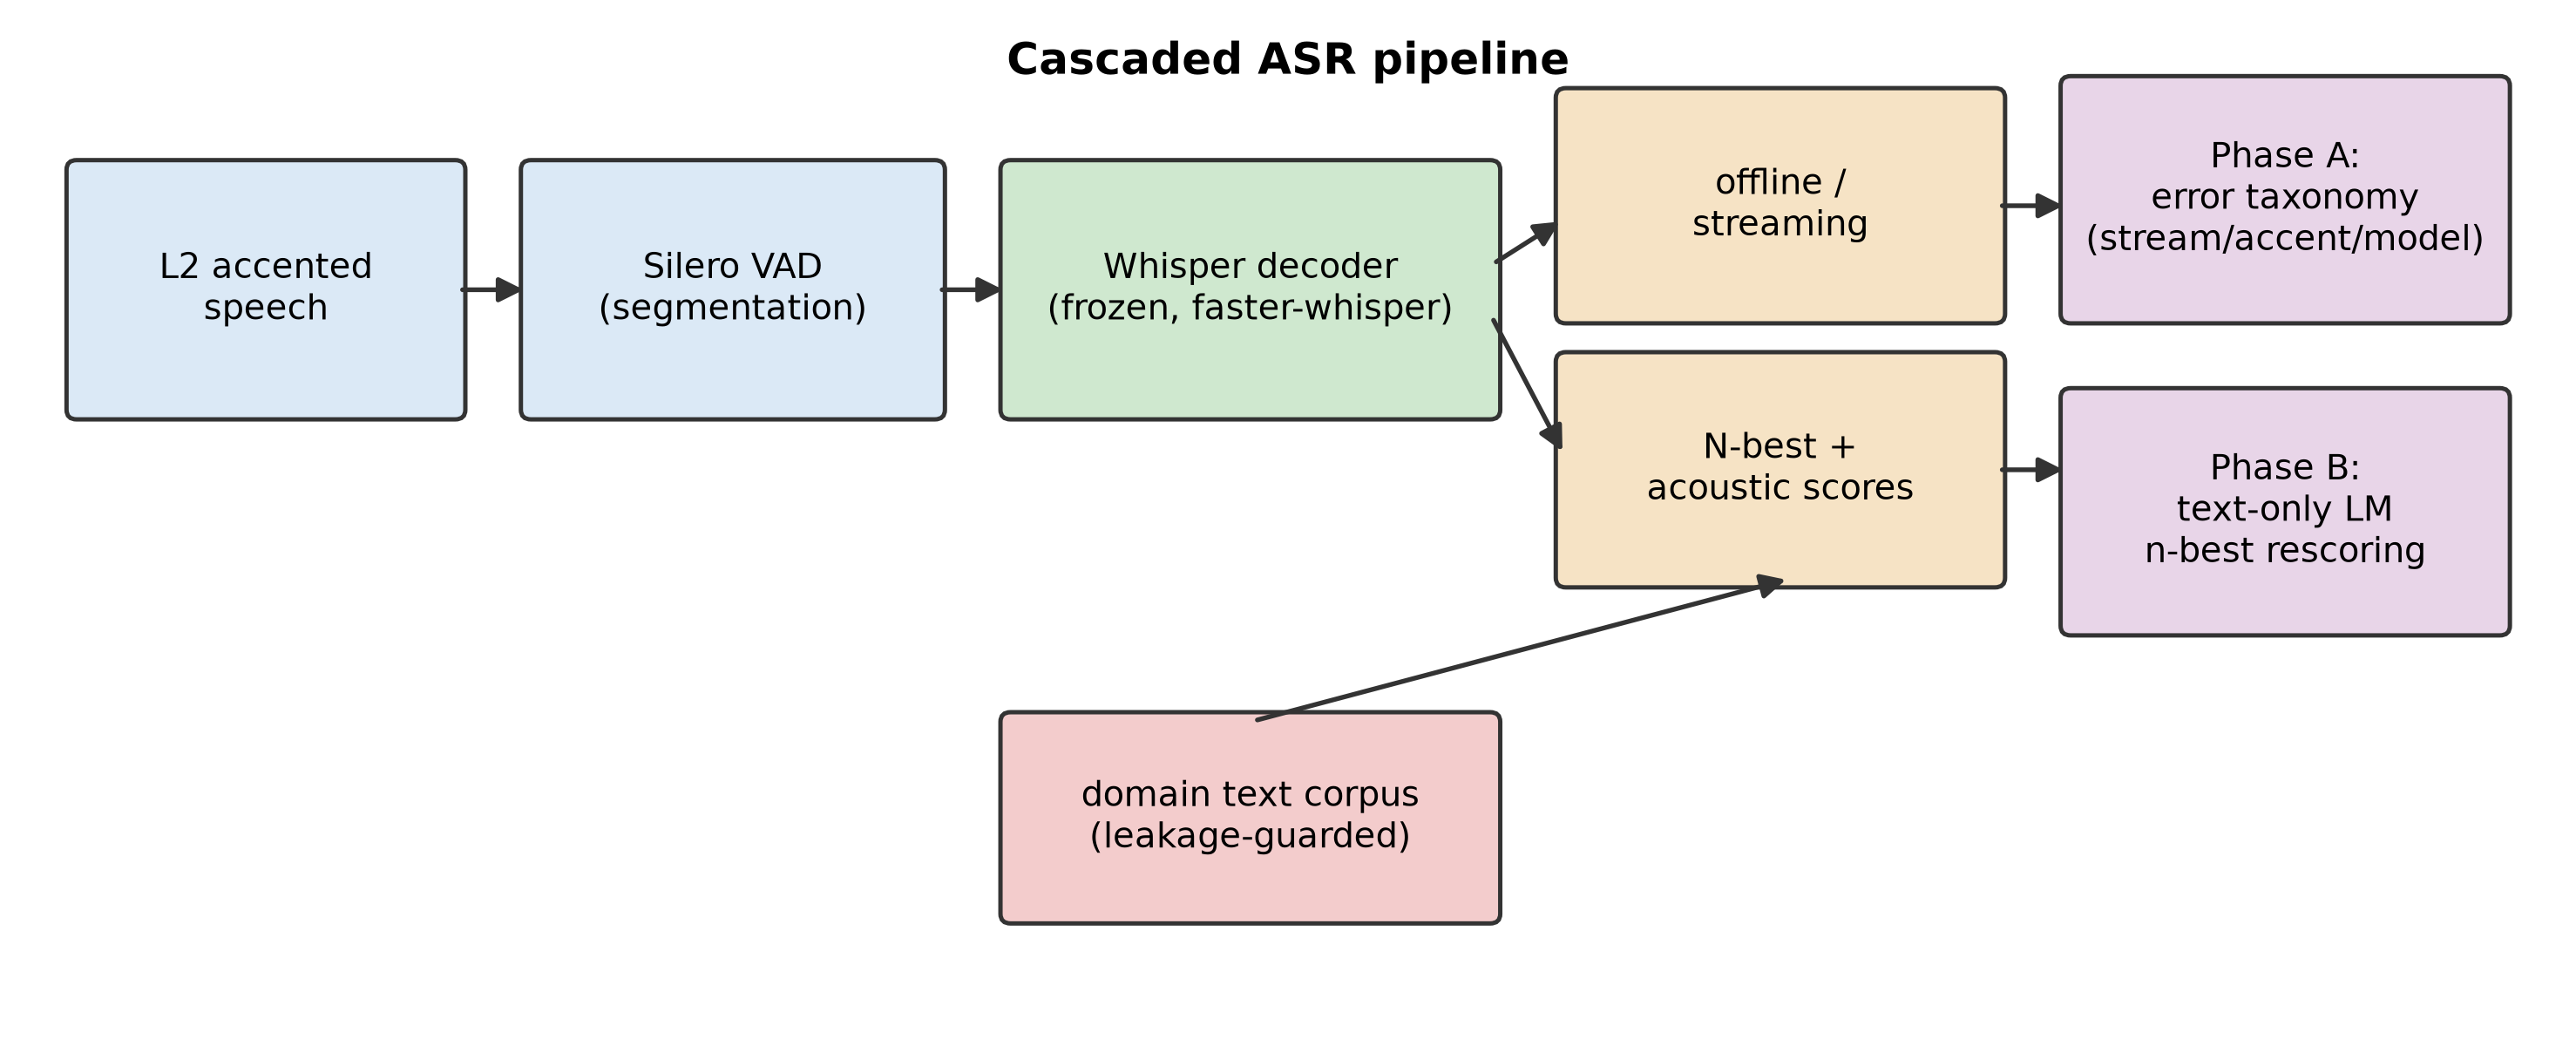 Cascaded ASR pipeline
L2 accented
speech
Silero VAD
(segmentation)
Whisper decoder
(frozen, faster-whisper)
offline /
streaming
Phase A:
error taxonomy
(stream/accent/model)
N-best +
acoustic scores
Phase B:
text-only LM
n-best rescoring
domain text corpus
(leakage-guarded)